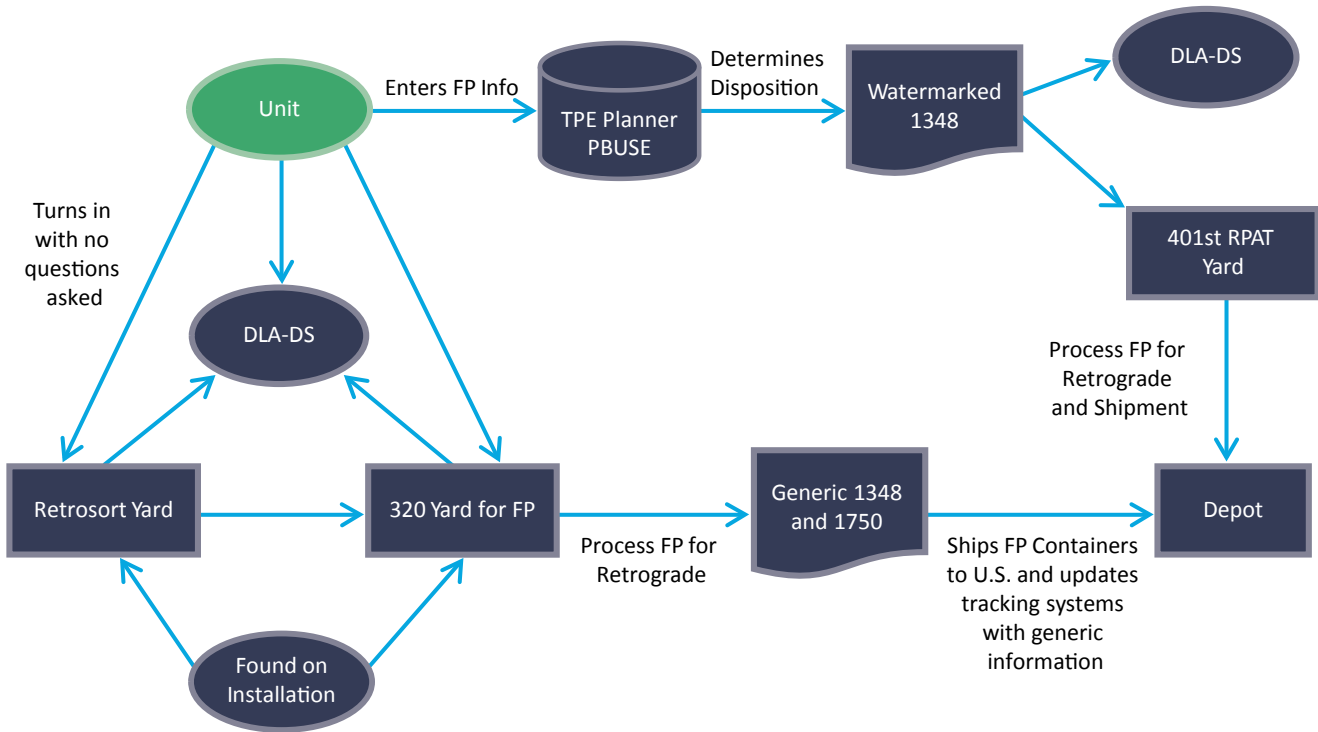 Unit
Enters FP Info
TPE Planner
PBUSE
Determines
Disposition
Watermarked
1348
DLA-DS
Turns in
with no
questions
asked
DLA-DS
401st RPAT
Yard
Process FP for
Retrograde
and Shipment
Retrosort Yard
320 Yard for FP
Process FP for
Retrograde
Generic 1348
and 1750
Ships FP Containers
to U.S. and updates
tracking systems
with generic
information
Depot
Found on
Installation